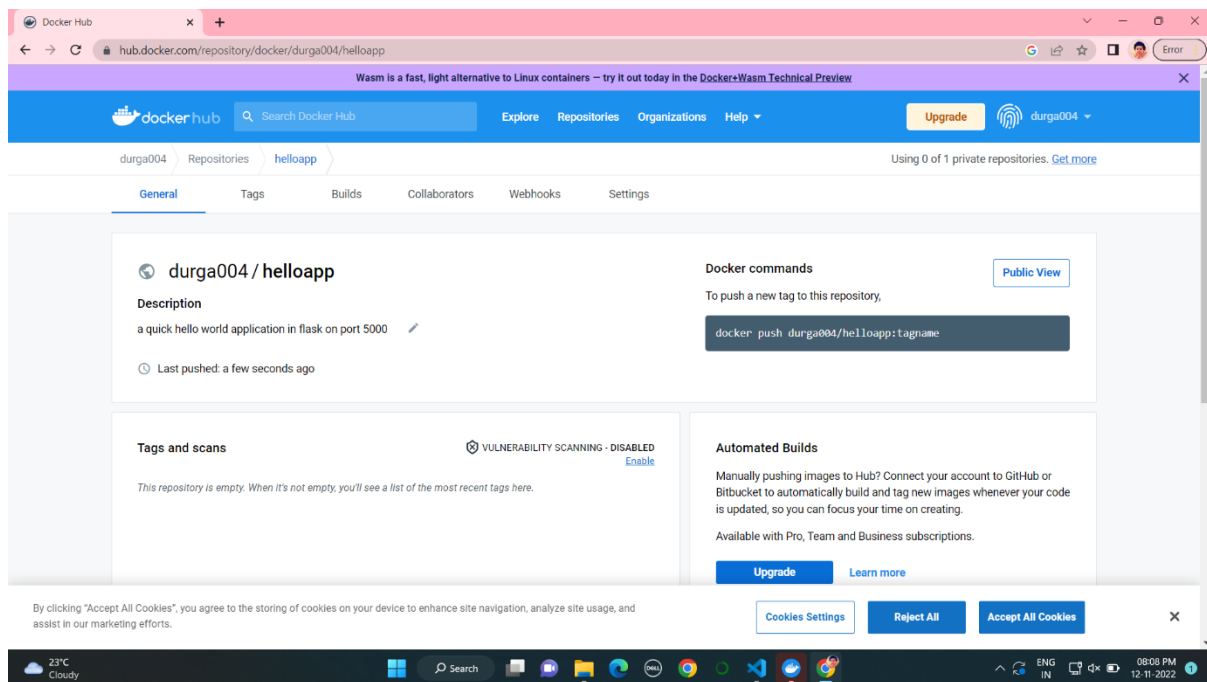 Docker Hub
hub.docker.com/repository/docker/durga004/helloapp
Error
Wasm is a fast, light alternative to Linux containers — try it out today in the Docker+Wasm Technical Preview
dockerhub
Search Docker Hub
Explore
Repositories
Organizations
Help
Upgrade
durga004
durga004
Repositories
helloapp
Using 0 of 1 private repositories. Get more
General
Tags
Builds
Collaborators
Webhooks
Settings
durga004 / helloapp
Description
a quick hello world application in flask on port 5000
Last pushed: a few seconds ago
Docker commands
Public View
To push a new tag to this repository,
docker push durga004/helloapp:tagname
Tags and scans
VULNERABILITY SCANNING - DISABLED
Enable
This repository is empty. When it's not empty, you'll see a list of the most recent tags here.
Automated Builds
Manually pushing images to Hub? Connect your account to GitHub or
Bitbucket to automatically build and tag new images whenever your code
is updated, so you can focus your time on creating.
Available with Pro, Team and Business subscriptions.
Upgrade
Learn more
By clicking "Accept All Cookies", you agree to the storing of cookies on your device to enhance site navigation, analyze site usage, and
assist in our marketing efforts.
Cookies Settings
Reject All
Accept All Cookies
23°C
Cloudy
Search
DELL
ENG
IN
08:08 PM
12-11-2022
1